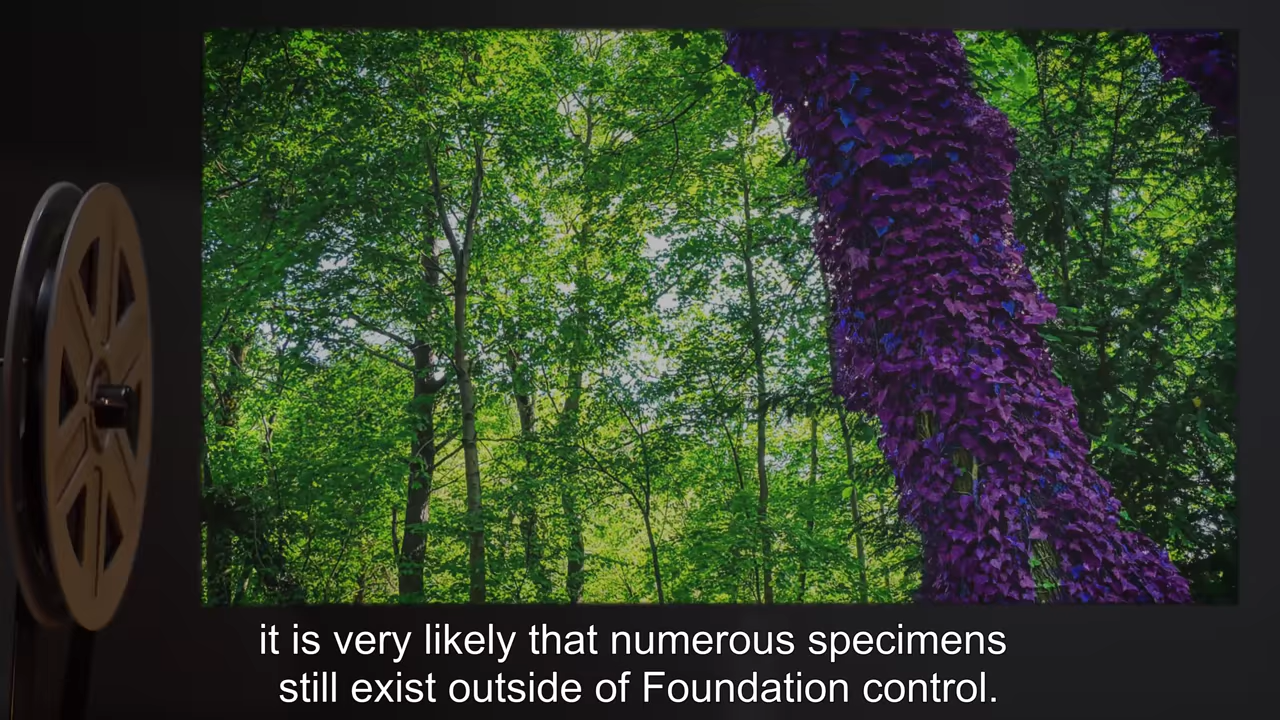 it is very likely that numerous specimens
still exist outside of Foundation control.